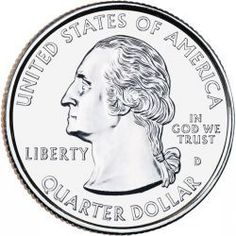 UNITED STATES OF AMERICA
LIBERTY
IN
GOD WE
TRUST
D
QUARTER DOLLAR